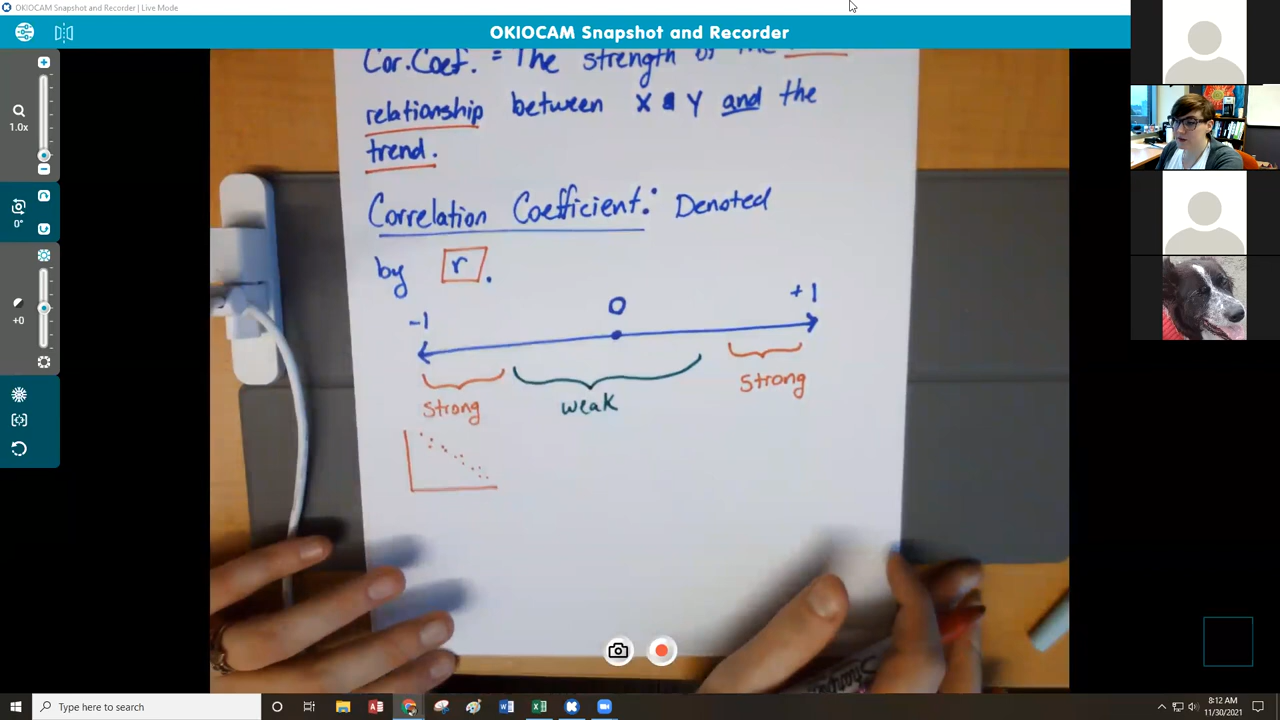 OKIOCAM Snapshot and Recorder | Live Mode
OKIOCAM Snapshot and Recorder
Cor. Coef. = The strength of the
relationship between X & Y and the
trend.
Correlation Coefficient: Denoted
by r.
-1 0 +1
strong weak strong
1.0x
0°
+0
Type here to search
8:12 AM
11/30/2021